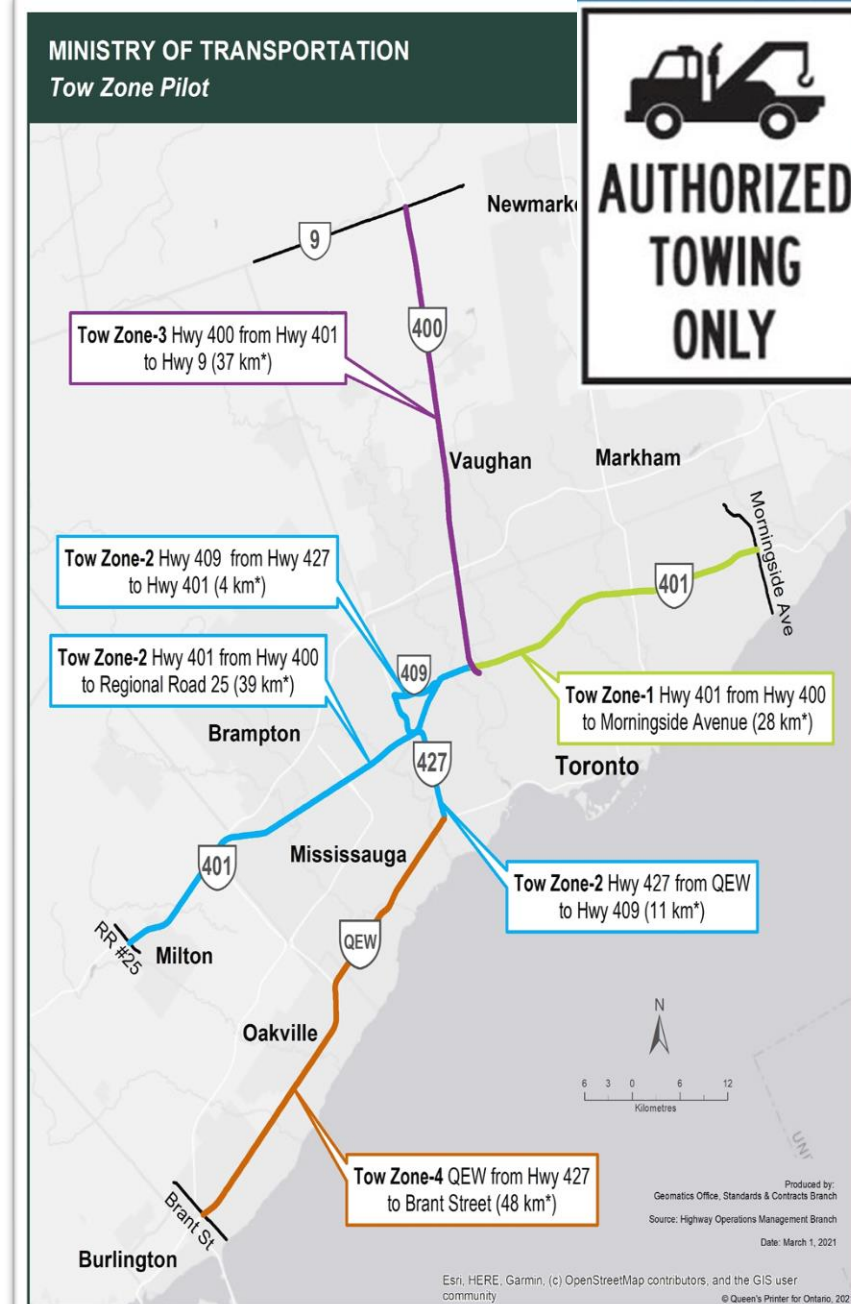 MINISTRY OF TRANSPORTATION
Tow Zone Pilot
AUTHORIZED
TOWING
ONLY
9
400
Tow Zone-3 Hwy 400 from Hwy 401
to Hwy 9 (37 km*)
Vaughan
Markham
Morningside Ave
Tow Zone-2 Hwy 409 from Hwy 427
to Hwy 401 (4 km*)
401
Tow Zone-2 Hwy 401 from Hwy 400
to Regional Road 25 (39 km*)
409
Tow Zone-1 Hwy 401 from Hwy 400
to Morningside Avenue (28 km*)
Brampton
427
Toronto
Mississauga
401
Tow Zone-2 Hwy 427 from QEW
to Hwy 409 (11 km*)
RR #25
Milton
QEW
Oakville
N
6 3 0 6 12
Kilometres
Tow Zone-4 QEW from Hwy 427
to Brant Street (48 km*)
Brant St
Burlington
Produced by:
Geomatics Office, Standards & Contracts Branch
Source: Highway Operations Management Branch
Date: March 1, 2021
Esri, HERE, Garmin, (c) OpenStreetMap contributors, and the GIS user
community
© Queen's Printer for Ontario,